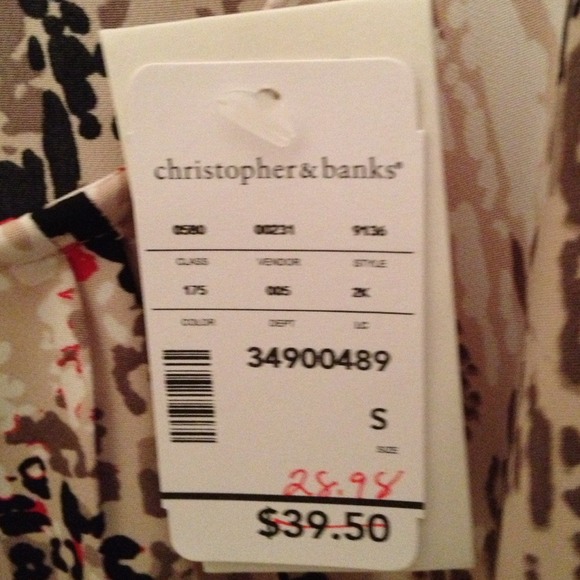 christopher & banks®
0580 00231 9136
CLASS VENDOR STYLE
175 005 2K
COLOR DEPT LIC
34900489
S
SIZE
28.98
$39.50